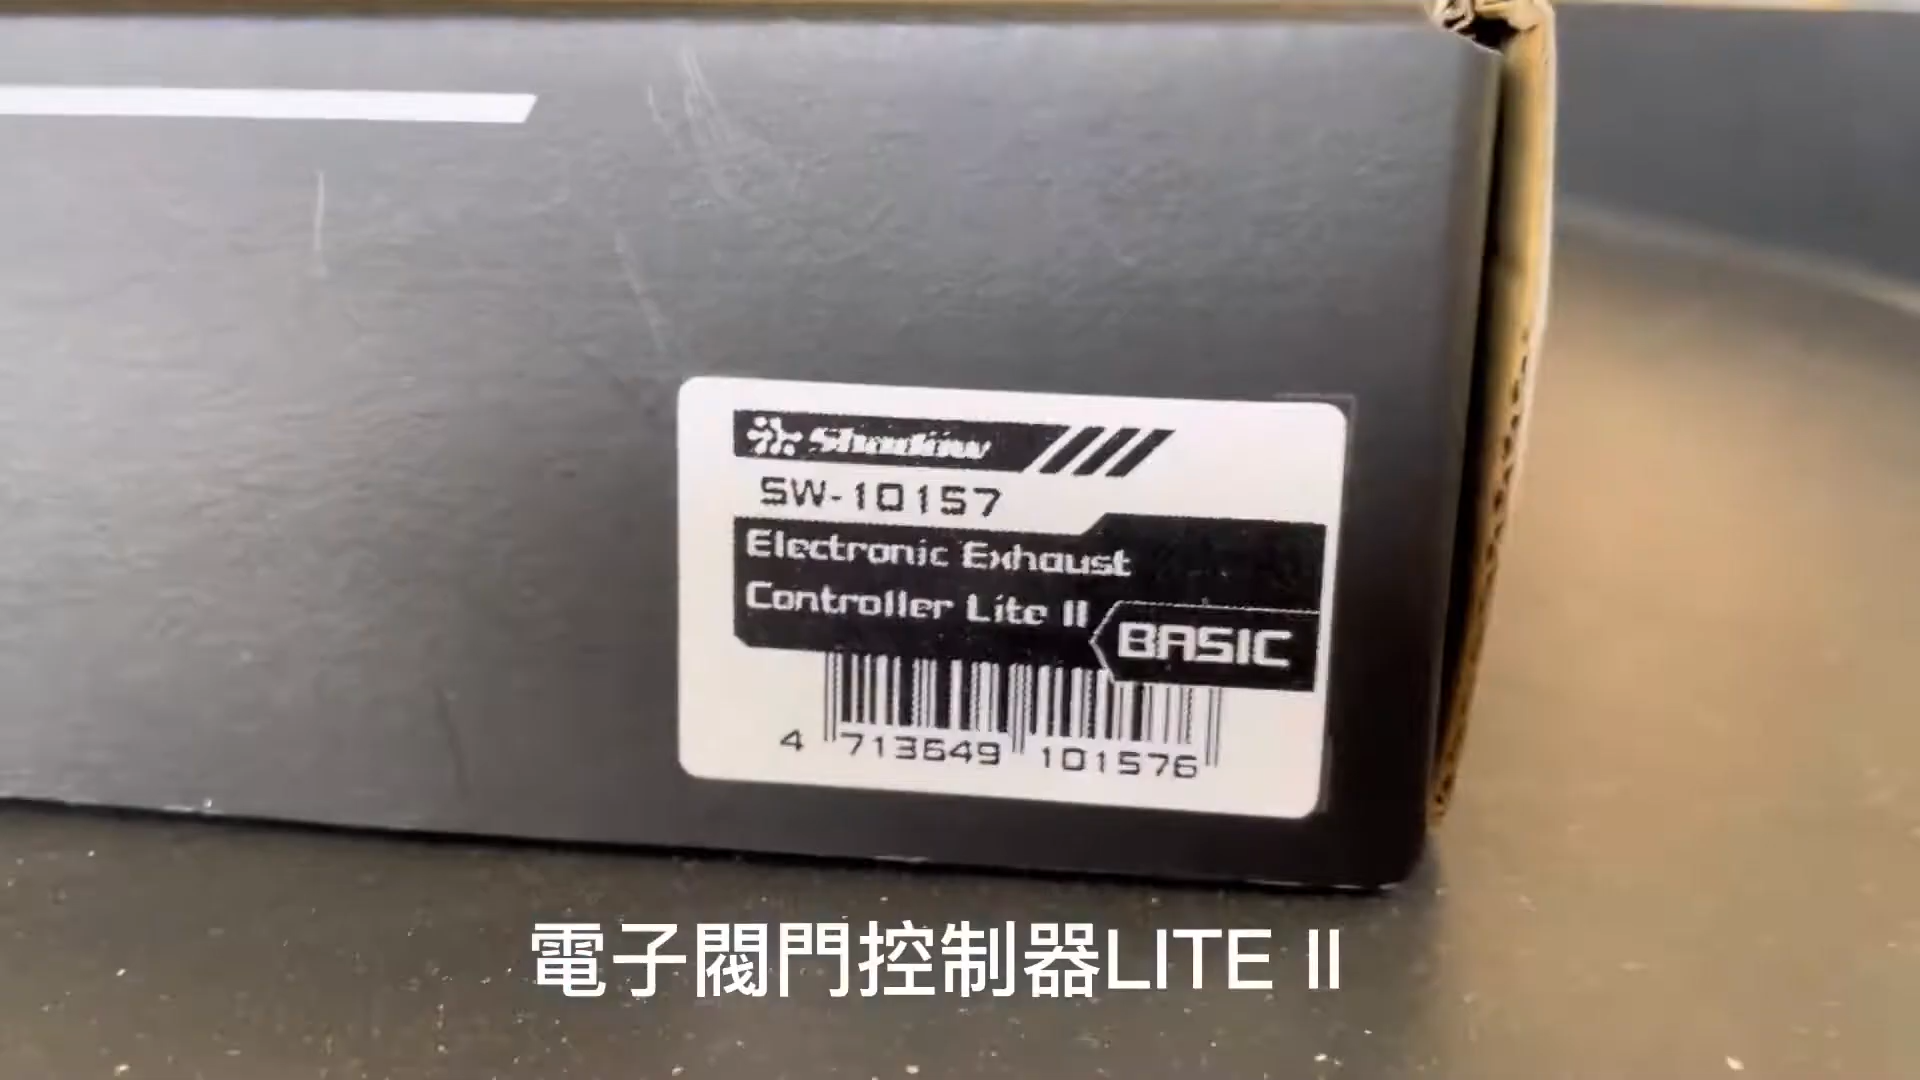 Shadow
SW-10157
Electronic Exhaust
Controller Lite II
BASIC
4 713649 101576
電子閥門控制器LITE II